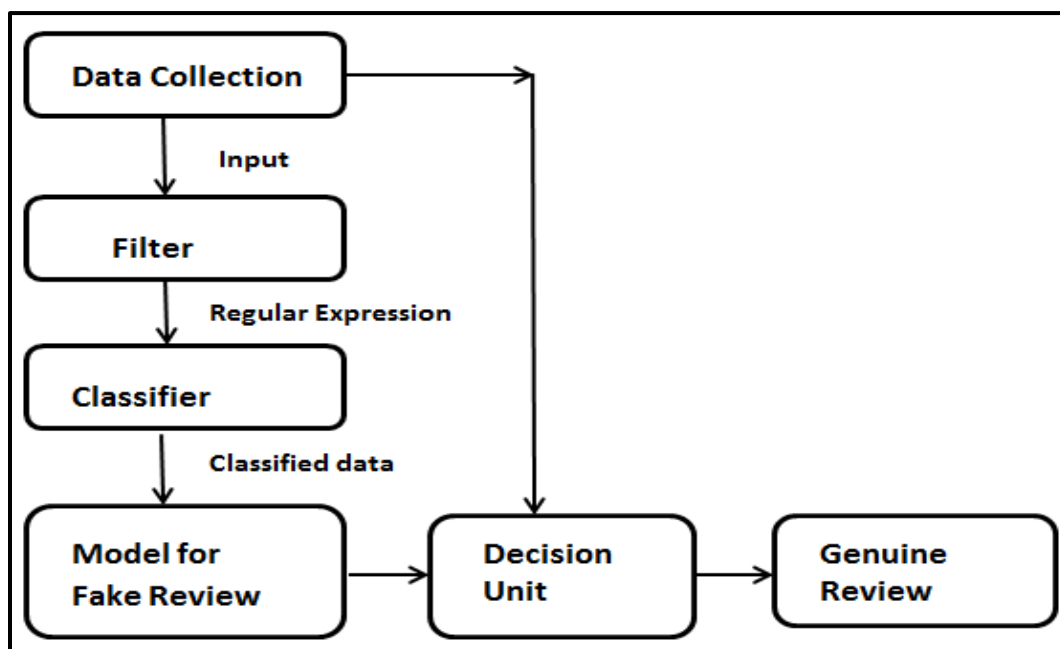 Data Collection
Input
Filter
Regular Expression
Classifier
Classified data
Model for
Fake Review
Decision
Unit
Genuine
Review